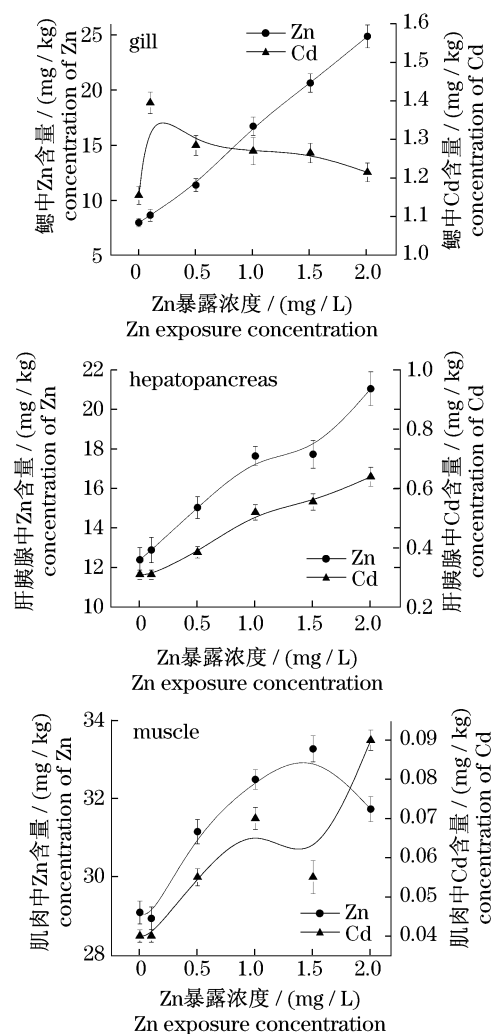 gill
Zn
Cd
25
20
15
10
5
1.6
1.5
1.4
1.3
1.2
1.1
1.0
鳃中Zn含量 / (mg / kg)
concentration of Zn
鳃中Cd含量 / (mg / kg)
concentration of Cd
0 0.5 1.0 1.5 2.0
Zn暴露浓度 / (mg / L)
Zn exposure concentration
hepatopancreas
22
20
18
16
14
12
10
1.0
0.8
0.6
0.4
0.2
Zn
Cd
肝胰腺中Zn含量 / (mg / kg)
concentration of Zn
肝胰腺中Cd含量 / (mg / kg)
concentration of Cd
0 0.5 1.0 1.5 2.0
Zn暴露浓度 / (mg / L)
Zn exposure concentration
muscle
34
32
30
28
0.09
0.08
0.07
0.06
0.05
0.04
Zn
Cd
肌肉中Zn含量 / (mg / kg)
concentration of Zn
肌肉中Cd含量 / (mg / kg)
concentration of Cd
0 0.5 1.0 1.5 2.0
Zn暴露浓度 / (mg / L)
Zn exposure concentration